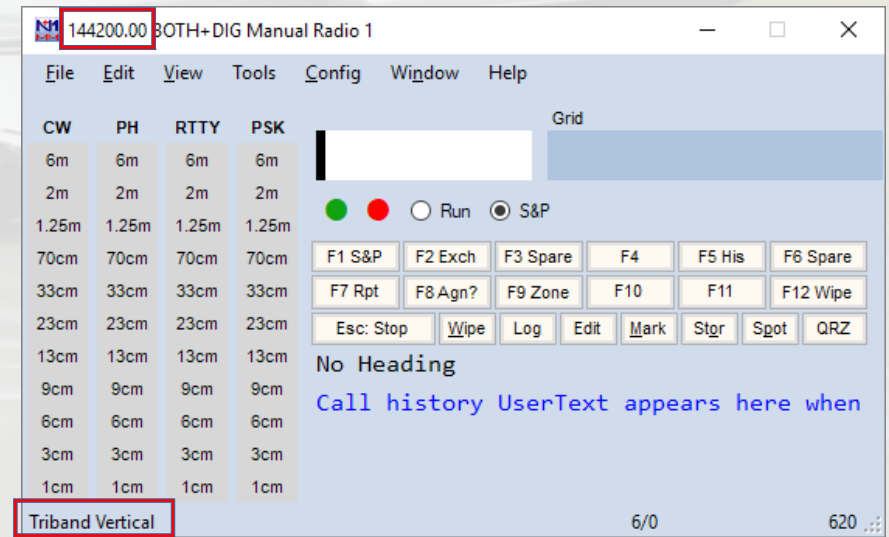 N1MM 144200.00 BOTH+DIG Manual Radio 1
File Edit View Tools Config Window Help
Grid
CW PH RTTY PSK
6m 6m 6m 6m
2m 2m 2m 2m
1.25m 1.25m 1.25m 1.25m
Run S&P
70cm 70cm 70cm 70cm
F1 S&P F2 Exch F3 Spare F4 F5 His F6 Spare
33cm 33cm 33cm 33cm
F7 Rpt F8 Agn? F9 Zone F10 F11 F12 Wipe
23cm 23cm 23cm 23cm
Esc: Stop Wipe Log Edit Mark Stor Spot QRZ
13cm 13cm 13cm 13cm
No Heading
9cm 9cm 9cm 9cm
Call history UserText appears here when
6cm 6cm 6cm 6cm
3cm 3cm 3cm 3cm
1cm 1cm 1cm 1cm
Triband Vertical 6/0 620